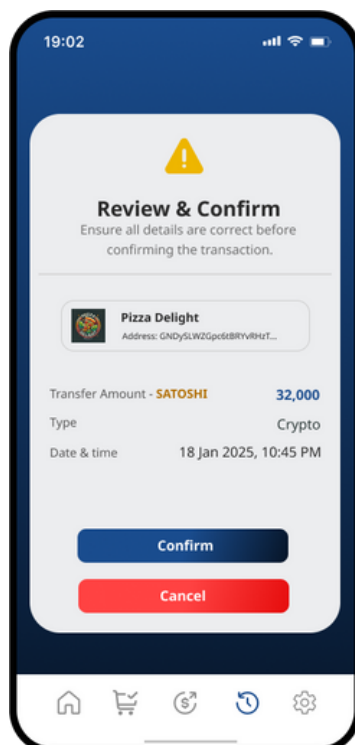 19:02
Review & Confirm
Ensure all details are correct before
confirming the transaction.
Pizza Delight
Address: GNDySLWZGpc6tBRYvRHzT...
Transfer Amount - SATOSHI 32,000
Type Crypto
Date & time 18 Jan 2025, 10:45 PM
Confirm
Cancel